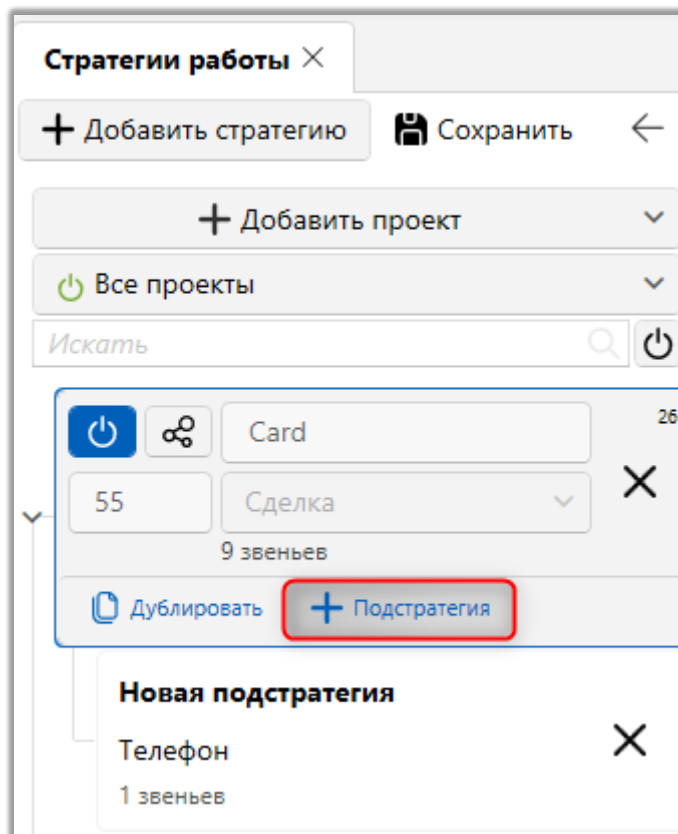 Стратегии работы
Добавить стратегию Сохранить
Добавить проект
Все проекты
Искать
Card 26
55 Сделка
9 звеньев
Дублировать Подстратегия
Новая подстратегия
Телефон
1 звеньев